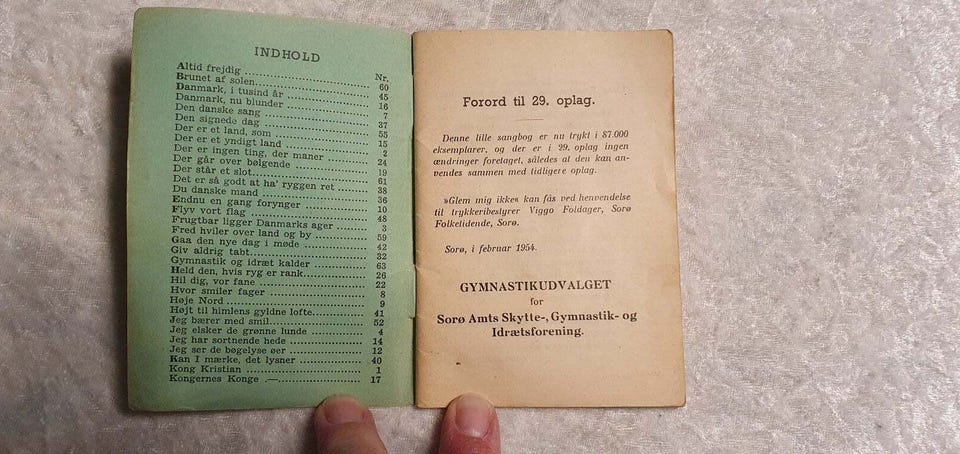 INDHOLD
Nr.
Altid frejdig ........ 60
Brunet af solen ........ 45
Danmark, i tusind år ........ 16
Danmark, nu blunder ........ 7
Den danske sang ........ 37
Den signede dag ........ 55
Der er et land, som ........ 15
Der er et yndigt land ........ 2
Der er ingen ting, der maner ........ 24
Der går over bølgende ........ 19
Der står et slot ........ 61
Det er så godt at ha' ryggen ret ........ 38
Du danske mand ........ 36
Endnu en gang forynger ........ 10
Flyv vort flag ........ 48
Frugtbar ligger Danmarks ager ........ 3
Fred hviler over land og by ........ 59
Gaa den nye dag i møde ........ 42
Giv aldrig tabt ........ 32
Gymnastik og idræt kalder ........ 63
Held den, hvis ryg er rank ........ 26
Hil dig, vor fane ........ 22
Hvor smiler fager ........ 8
Høje Nord ........ 9
Højt til himlens gyldne lofte ........ 41
Jeg bærer med smil ........ 52
Jeg elsker de grønne lunde ........ 4
Jeg har sortnende hede ........ 14
Jeg ser de bøgelyse øer ........ 12
Kan I mærke, det lysner ........ 40
Kong Kristian ........ 1
Kongernes Konge .—........ 17
Forord til 29. oplag.
Denne lille sangbog er nu trykt i 87.000
eksemplarer, og der er i 29. oplag ingen
ændringer foretaget, således at den kan an-
vendes sammen med tidligere oplag.
»Glem mig ikke« kan fås ved henvendelse
til trykkeribestyrer Viggo Foldager, Sorø
Folketidende, Sorø.
Sorø, i februar 1954.
GYMNASTIKUDVALGET
for
Sorø Amts Skytte-, Gymnastik- og
Idrætsforening.